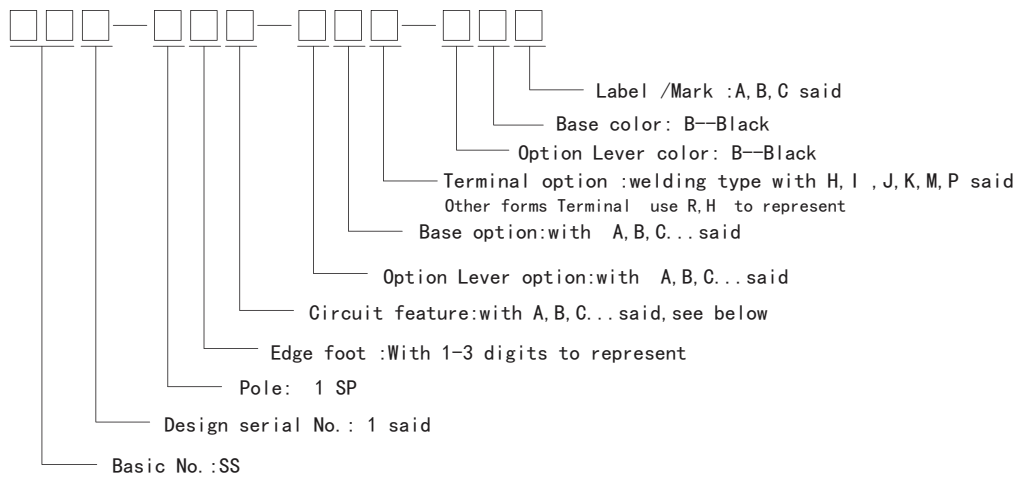 Label /Mark :A,B,C said
Base color: B--Black
Option Lever color: B--Black
Terminal option :welding type with H,I ,J,K,M,P said
Other forms Terminal  use R,H  to represent
Base option:with  A,B,C...said
Option Lever option:with  A,B,C...said
Circuit feature:with A,B,C...said,see below
Edge foot :With 1-3 digits to represent
Pole:  1 SP
Design serial No.: 1 said
Basic No.:SS